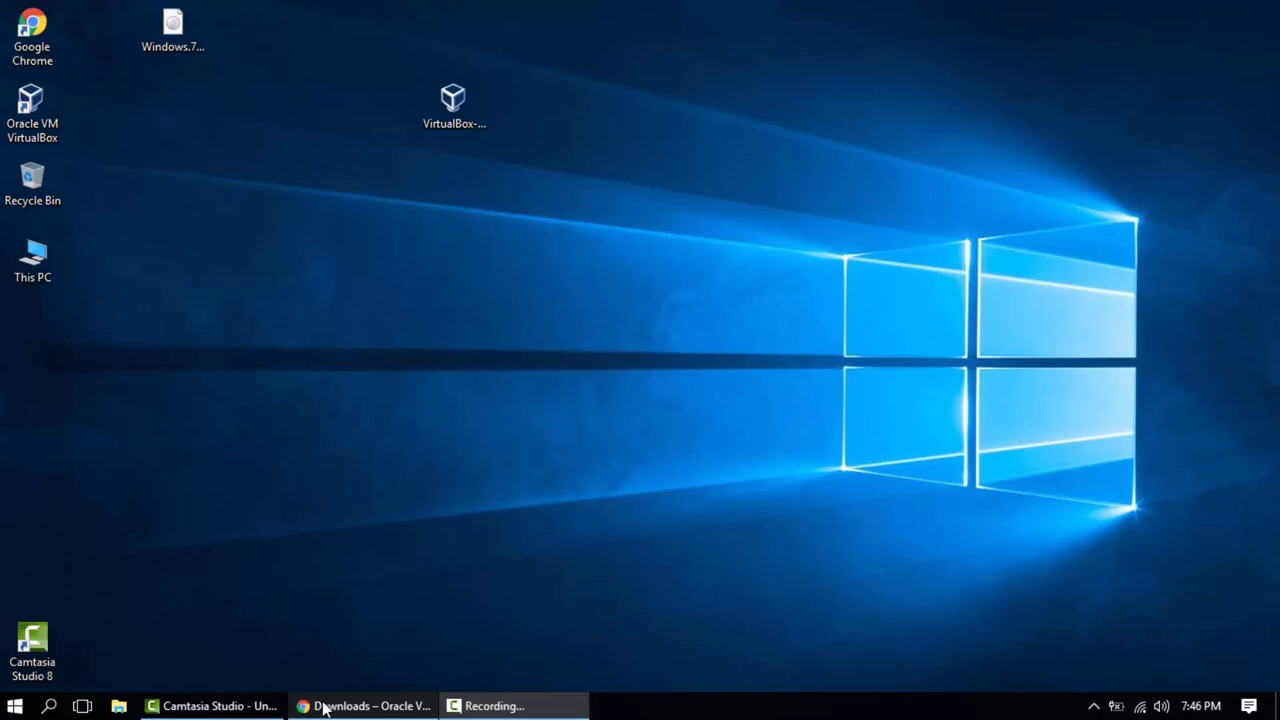 Google
Chrome
Windows.7...
Oracle VM
VirtualBox
VirtualBox-...
Recycle Bin
This PC
Camtasia
Studio 8
Camtasia Studio - Un...
Downloads – Oracle V...
Recording...
7:46 PM